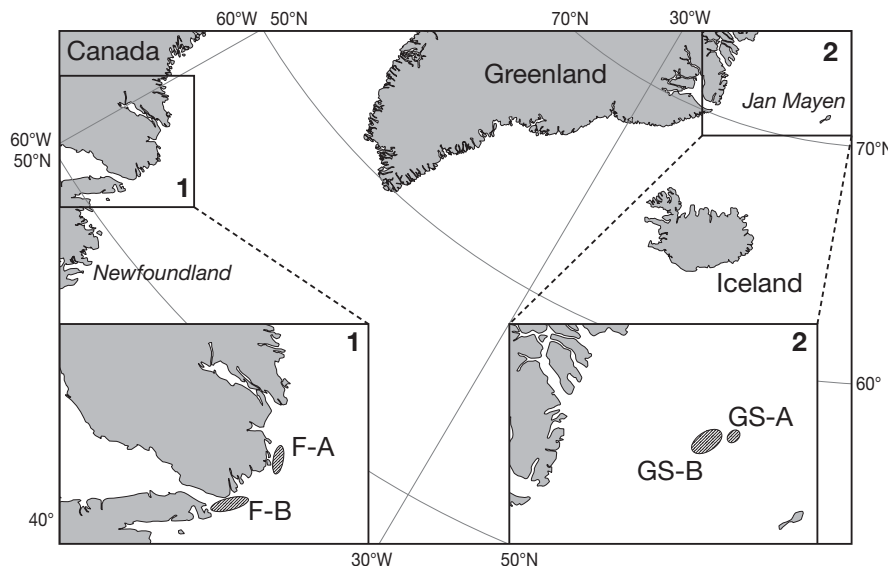 60°W 50°N 70°N 30°W
Canada
Greenland
2
Jan Mayen
60°W
50°N
70°N
1
Newfoundland
Iceland
1
2
F-A
GS-A
GS-B
F-B
60°
40°
30°W 50°N